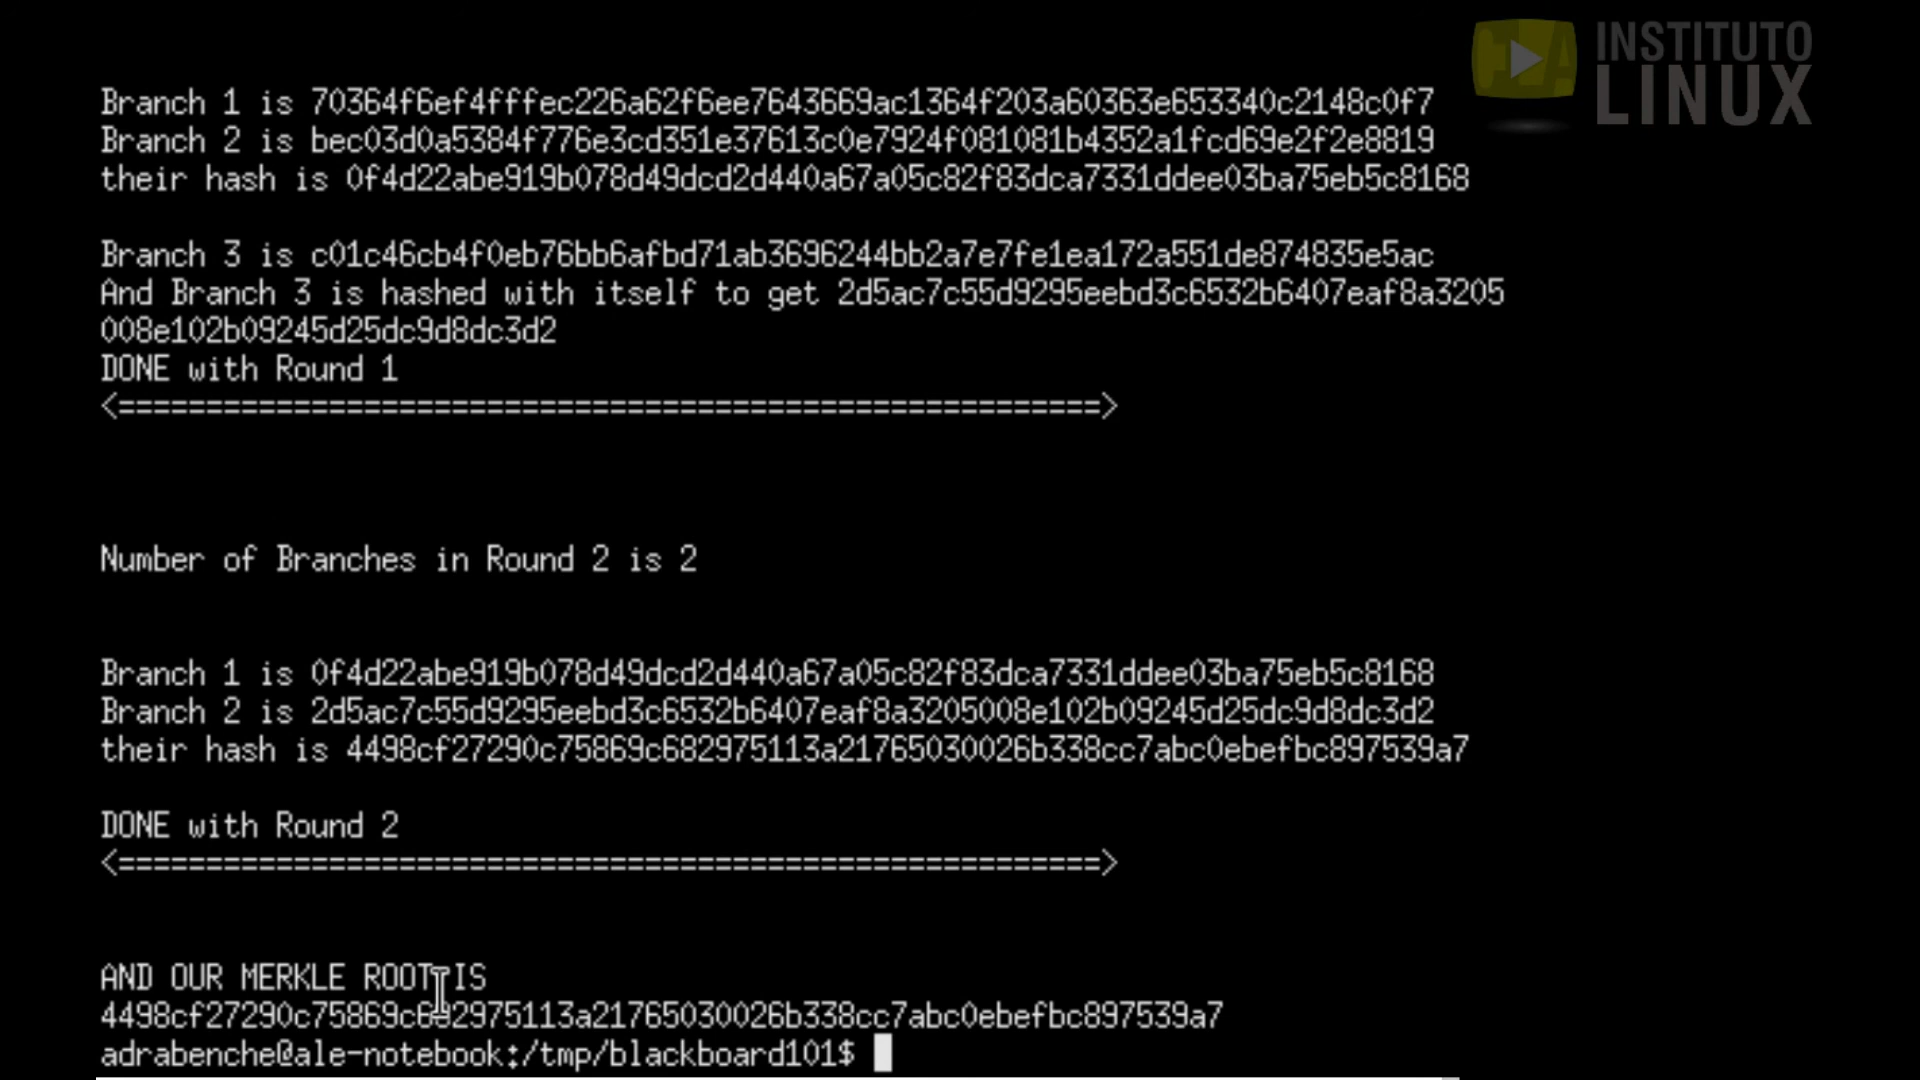 INSTITUTO
LINUX
Branch 1 is 70364f6ef4fffec226a62f6ee7643669ac1364f203a60363e653340c2148c0f7
Branch 2 is bec03d0a5384f776e3cd351e37613c0e7924f081081b4352a1fcd69e2f2e8819
their hash is 0f4d22abe919b078d49dcd2d440a67a05c82f83dca7331ddee03ba75eb5c8168
Branch 3 is c01c46cb4f0eb76bb6afbd71ab3696244bb2a7e7fe1ea172a551de874835e5ac
And Branch 3 is hashed with itself to get 2d5ac7c55d9295eebd3c6532b6407eaf8a3205
008e102b09245d25dc9d8dc3d2
DONE with Round 1
<========================================================>
Number of Branches in Round 2 is 2
Branch 1 is 0f4d22abe919b078d49dcd2d440a67a05c82f83dca7331ddee03ba75eb5c8168
Branch 2 is 2d5ac7c55d9295eebd3c6532b6407eaf8a3205008e102b09245d25dc9d8dc3d2
their hash is 4498cf27290c75869c682975113a21765030026b338cc7abc0ebefbc897539a7
DONE with Round 2
<========================================================>
AND OUR MERKLE ROOT IS
4498cf27290c75869c682975113a21765030026b338cc7abc0ebefbc897539a7
adrabenche@ale-notebook:/tmp/blackboard101$